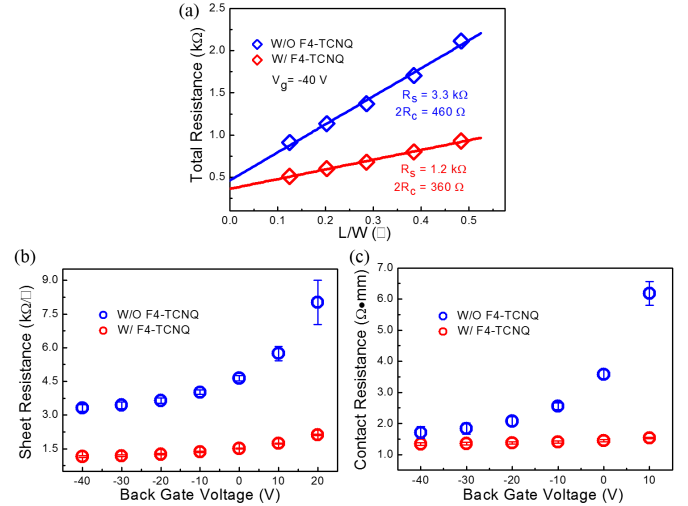 (a)
Total Resistance (kΩ)
2.5
2.0
1.5
1.0
0.5
0.0
W/O F4-TCNQ
W/ F4-TCNQ
Vg= -40 V
Rs = 3.3 kΩ
2Rc = 460 Ω
Rs = 1.2 kΩ
2Rc = 360 Ω
0.0 0.1 0.2 0.3 0.4 0.5
L/W (□)
(b)
Sheet Resistance (kΩ/□)
9.0
7.5
6.0
4.5
3.0
1.5
W/O F4-TCNQ
W/ F4-TCNQ
-40 -30 -20 -10 0 10 20
Back Gate Voltage (V)
(c)
Contact Resistance (Ω•mm)
7.0
6.0
5.0
4.0
3.0
2.0
1.0
W/O F4-TCNQ
W/ F4-TCNQ
-40 -30 -20 -10 0 10
Back Gate Voltage (V)